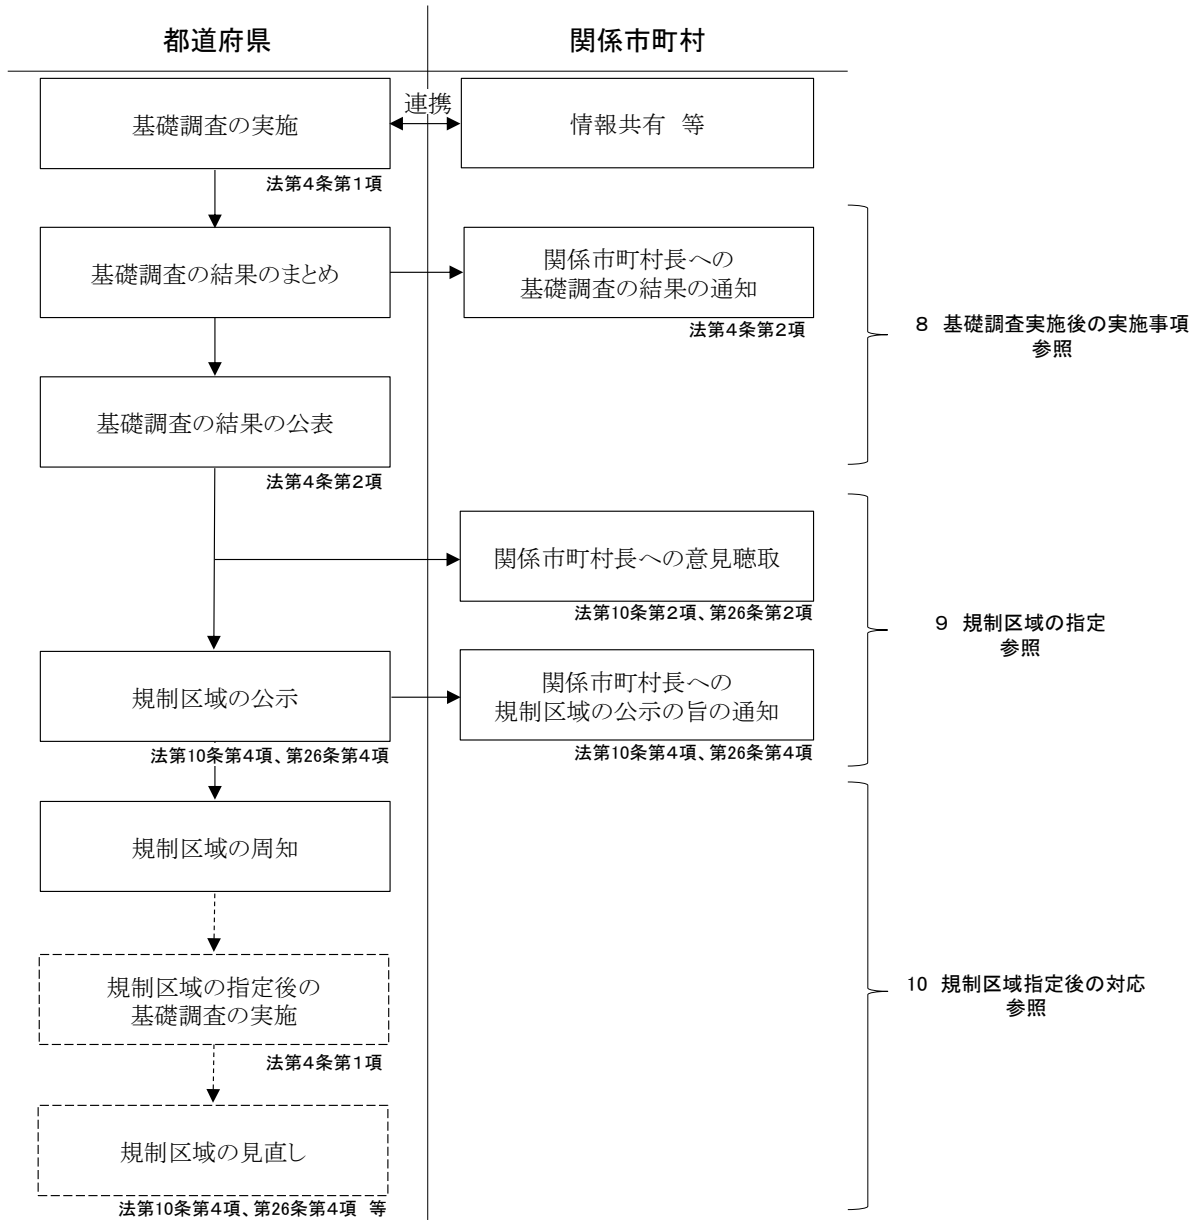 都道府県
関係市町村
基礎調査の実施
連携
情報共有 等
法第4条第1項
基礎調査の結果のまとめ
関係市町村長への
基礎調査の結果の通知
法第4条第2項
8 基礎調査実施後の実施事項
参照
基礎調査の結果の公表
法第4条第2項
関係市町村長への意見聴取
法第10条第2項、第26条第2項
9 規制区域の指定
参照
規制区域の公示
法第10条第4項、第26条第4項
関係市町村長への
規制区域の公示の旨の通知
法第10条第4項、第26条第4項
規制区域の周知
規制区域の指定後の
基礎調査の実施
法第4条第1項
10 規制区域指定後の対応
参照
規制区域の見直し
法第10条第4項、第26条第4項 等